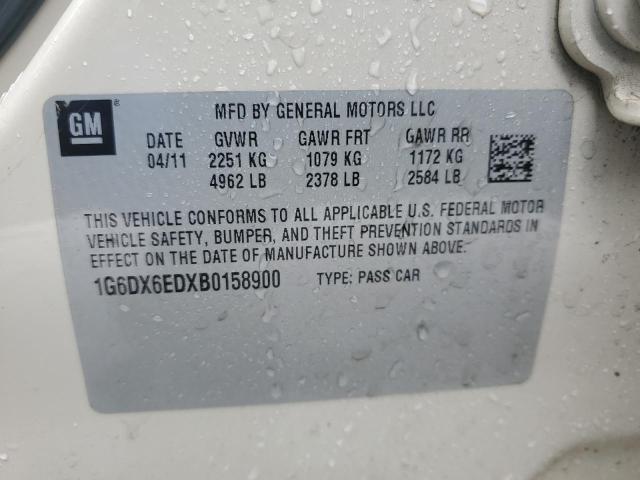 GM ®
MFD BY GENERAL MOTORS LLC
DATE GVWR GAWR FRT GAWR RR
04/11 2251 KG 1079 KG 1172 KG
4962 LB 2378 LB 2584 LB
THIS VEHICLE CONFORMS TO ALL APPLICABLE U.S. FEDERAL MOTOR
VEHICLE SAFETY, BUMPER, AND THEFT PREVENTION STANDARDS IN
EFFECT ON THE DATE OF MANUFACTURE SHOWN ABOVE.
1G6DX6EDXB0158900 TYPE: PASS CAR